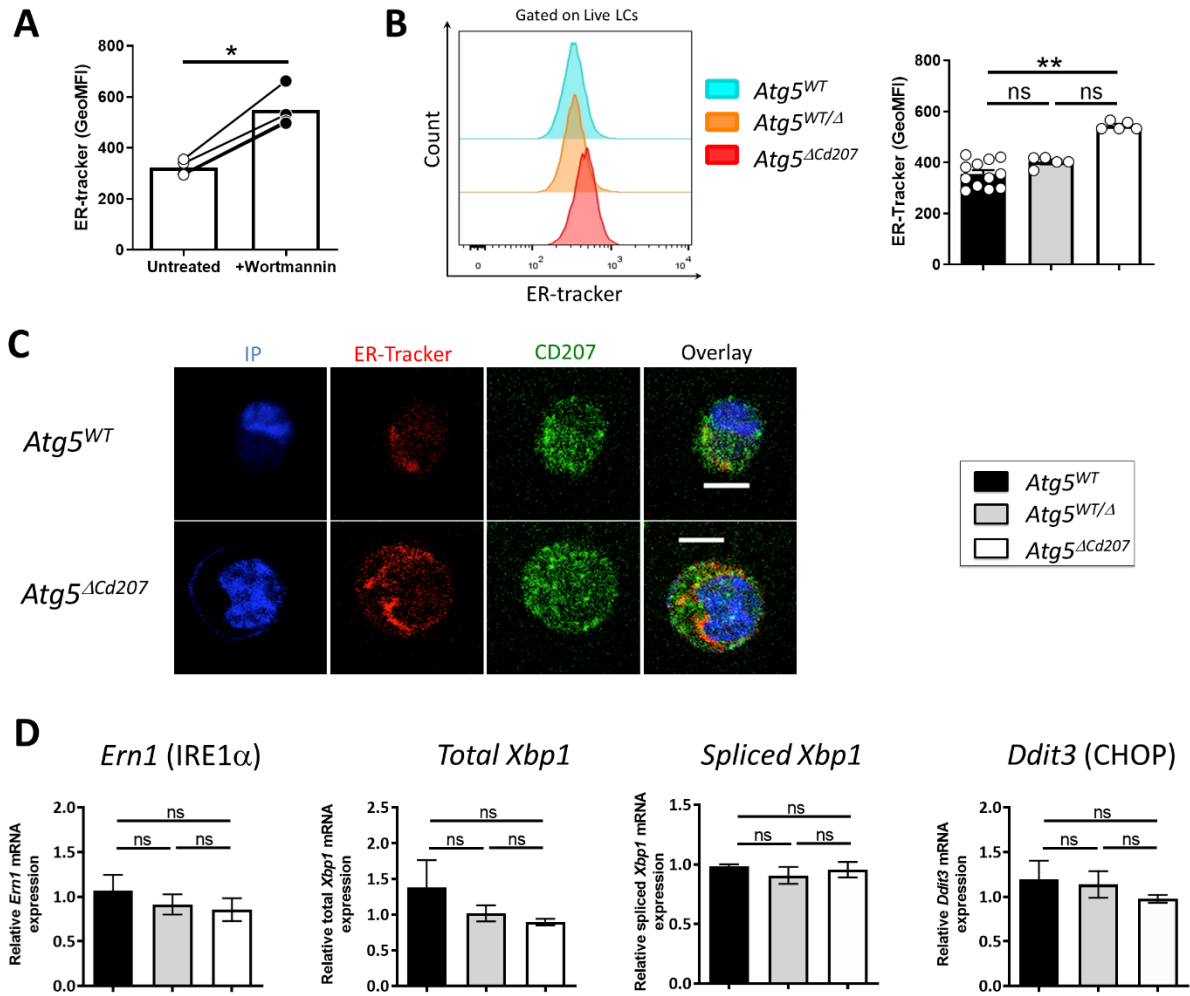 A
ER-tracker (GeoMFI)
800
600
400
200
0
*
Untreated
+Wortmannin
B
Gated on Live LCs
Count
0
10²
10³
10⁴
ER-tracker
Atg5^WT
Atg5^WT/Δ
Atg5^ΔCd207
ER-Tracker (GeoMFI)
800
600
400
200
0
**
ns
ns
C
IP
ER-Tracker
CD207
Overlay
Atg5^WT
Atg5^ΔCd207
Atg5^WT
Atg5^WT/Δ
Atg5^ΔCd207
D
Ern1 (IRE1α)
Relative Ern1 mRNA
expression
2.0
1.5
1.0
0.5
0.0
ns
ns
ns
Total Xbp1
Relative total Xbp1 mRNA
expression
2.5
2.0
1.5
1.0
0.5
0.0
ns
ns
ns
Spliced Xbp1
Relative spliced Xbp1 mRNA
expression
1.5
1.0
0.5
0.0
ns
ns
ns
Ddit3 (CHOP)
Relative Ddit3 mRNA
expression
2.0
1.5
1.0
0.5
0.0
ns
ns
ns